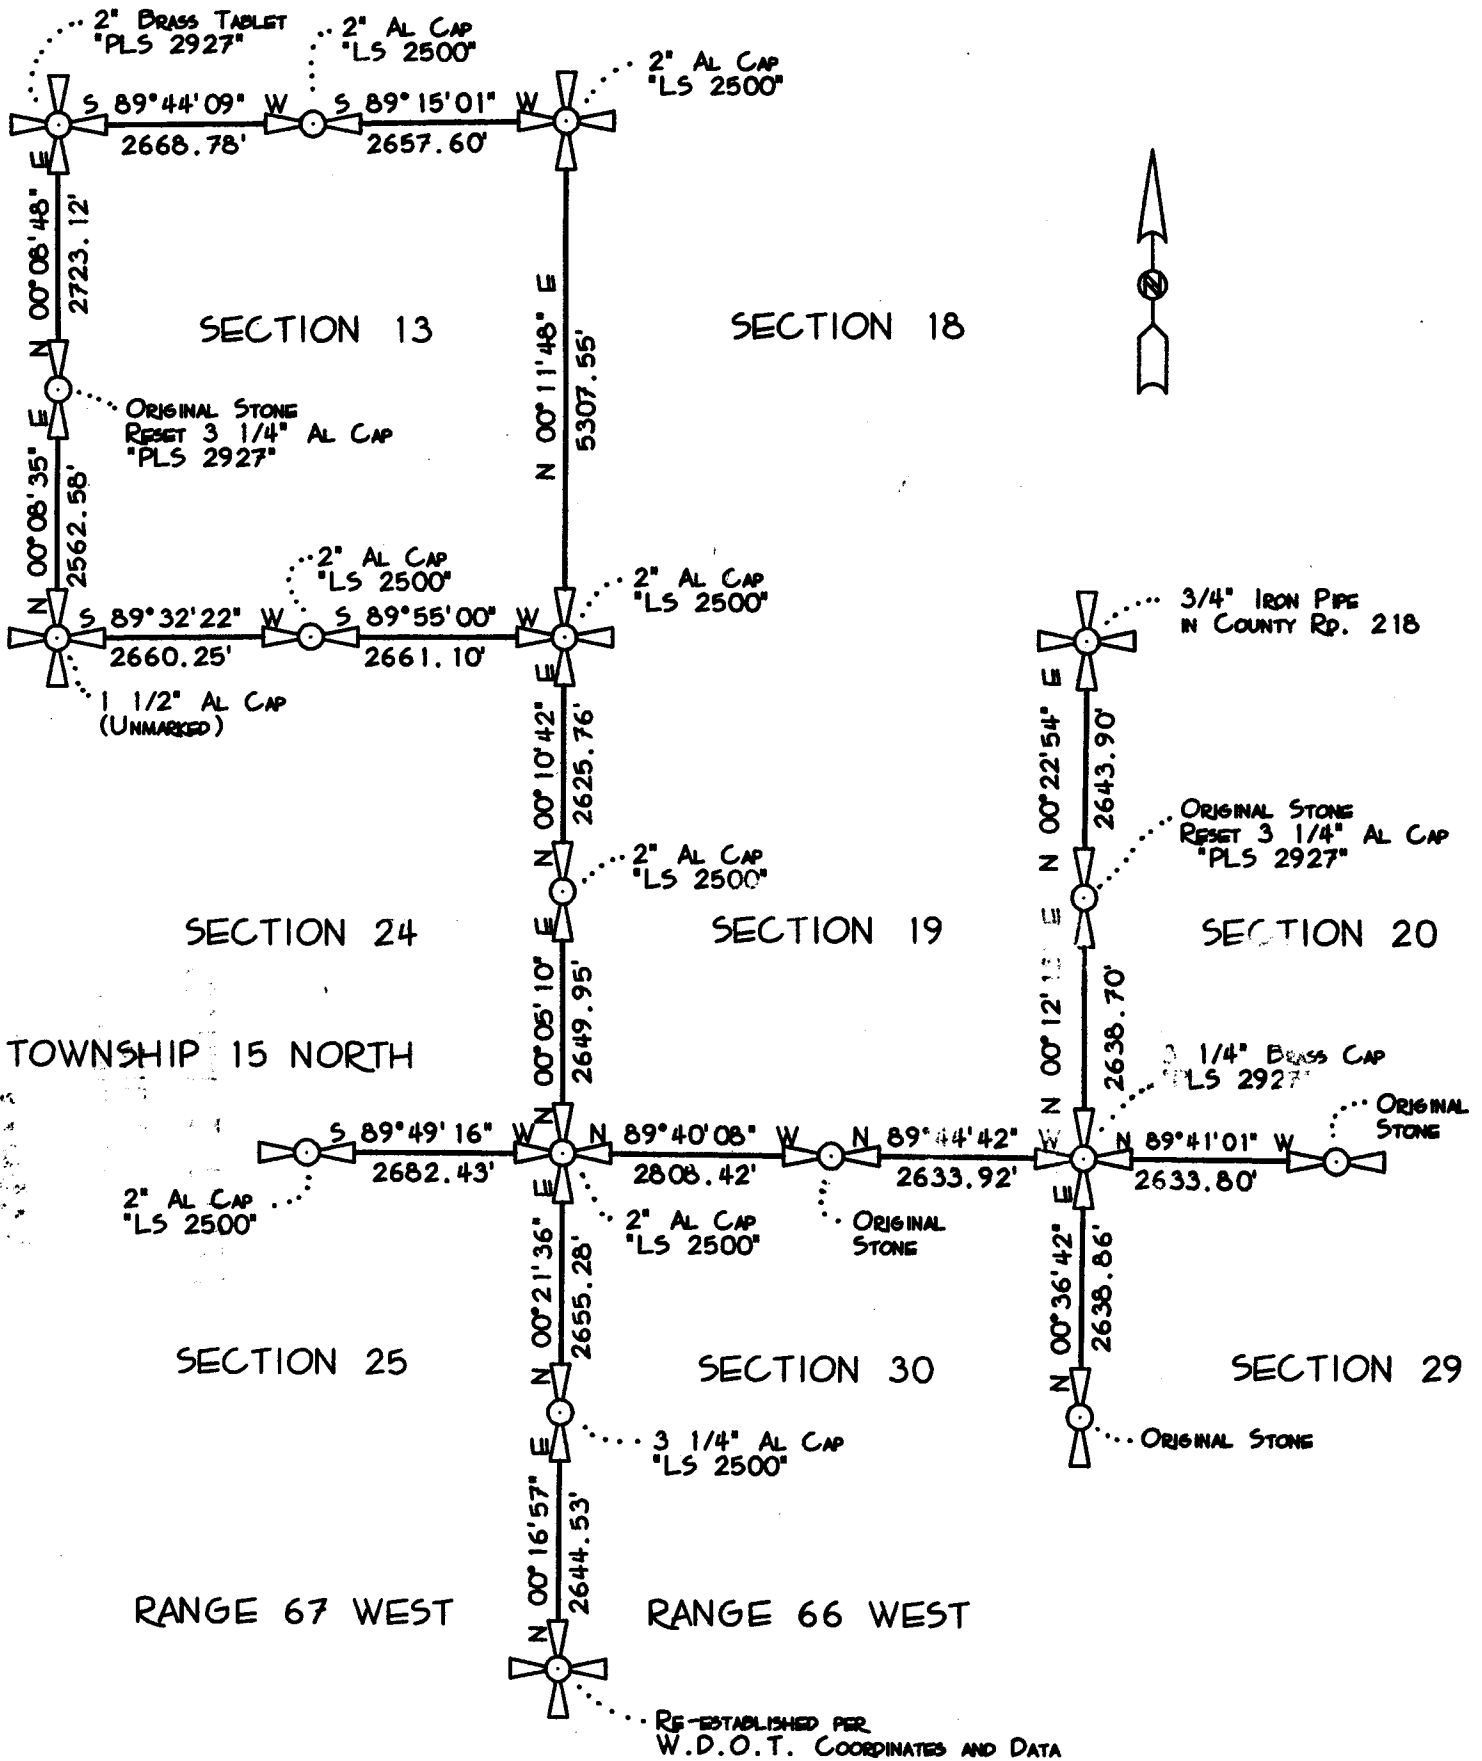 2" AL CAP
"LS 2500"
2" BRASS TABLET
"PLS 2927"
2" AL CAP
"LS 2500"
S 89°44'09" W
2668.78'
S 89°15'01" W
2657.60'
N 00°08'48" E
2723.12'
N 00°11'48" E
5307.55'
N
SECTION 13
SECTION 18
ORIGINAL STONE
RESET 3 1/4" AL CAP
"PLS 2927"
N 00°08'35" E
2562.58'
2" AL CAP
"LS 2500"
2" AL CAP
"LS 2500"
S 89°32'22" W
2660.25'
S 89°55'00" W
2661.10'
3/4" IRON PIPE
IN COUNTY RD. 218
1 1/2" AL CAP
(UNMARKED)
N 00°10'42" E
2625.76'
N 00°22'54" E
2643.90'
ORIGINAL STONE
RESET 3 1/4" AL CAP
"PLS 2927"
2" AL CAP
"LS 2500"
SECTION 24
SECTION 19
SECTION 20
N 00°05'10" E
2649.95'
N 00°12' E
2638.70'
TOWNSHIP 15 NORTH
1/4" BRASS CAP
LS 2927
ORIGINAL
STONE
S 89°49'16" W
2682.43'
N 89°40'08" W
2808.42'
N 89°44'42" W
2633.92'
N 89°41'01" W
2633.80'
2" AL CAP
"LS 2500"
2" AL CAP
"LS 2500"
ORIGINAL
STONE
N 00°21'36" E
2655.28'
N 00°36'42" E
2638.86'
SECTION 25
SECTION 30
SECTION 29
ORIGINAL STONE
3 1/4" AL CAP
"LS 2500"
N 00°16'57" E
2644.53'
RANGE 67 WEST
RANGE 66 WEST
RE-ESTABLISHED PER
W.D.O.T. COORDINATES AND DATA